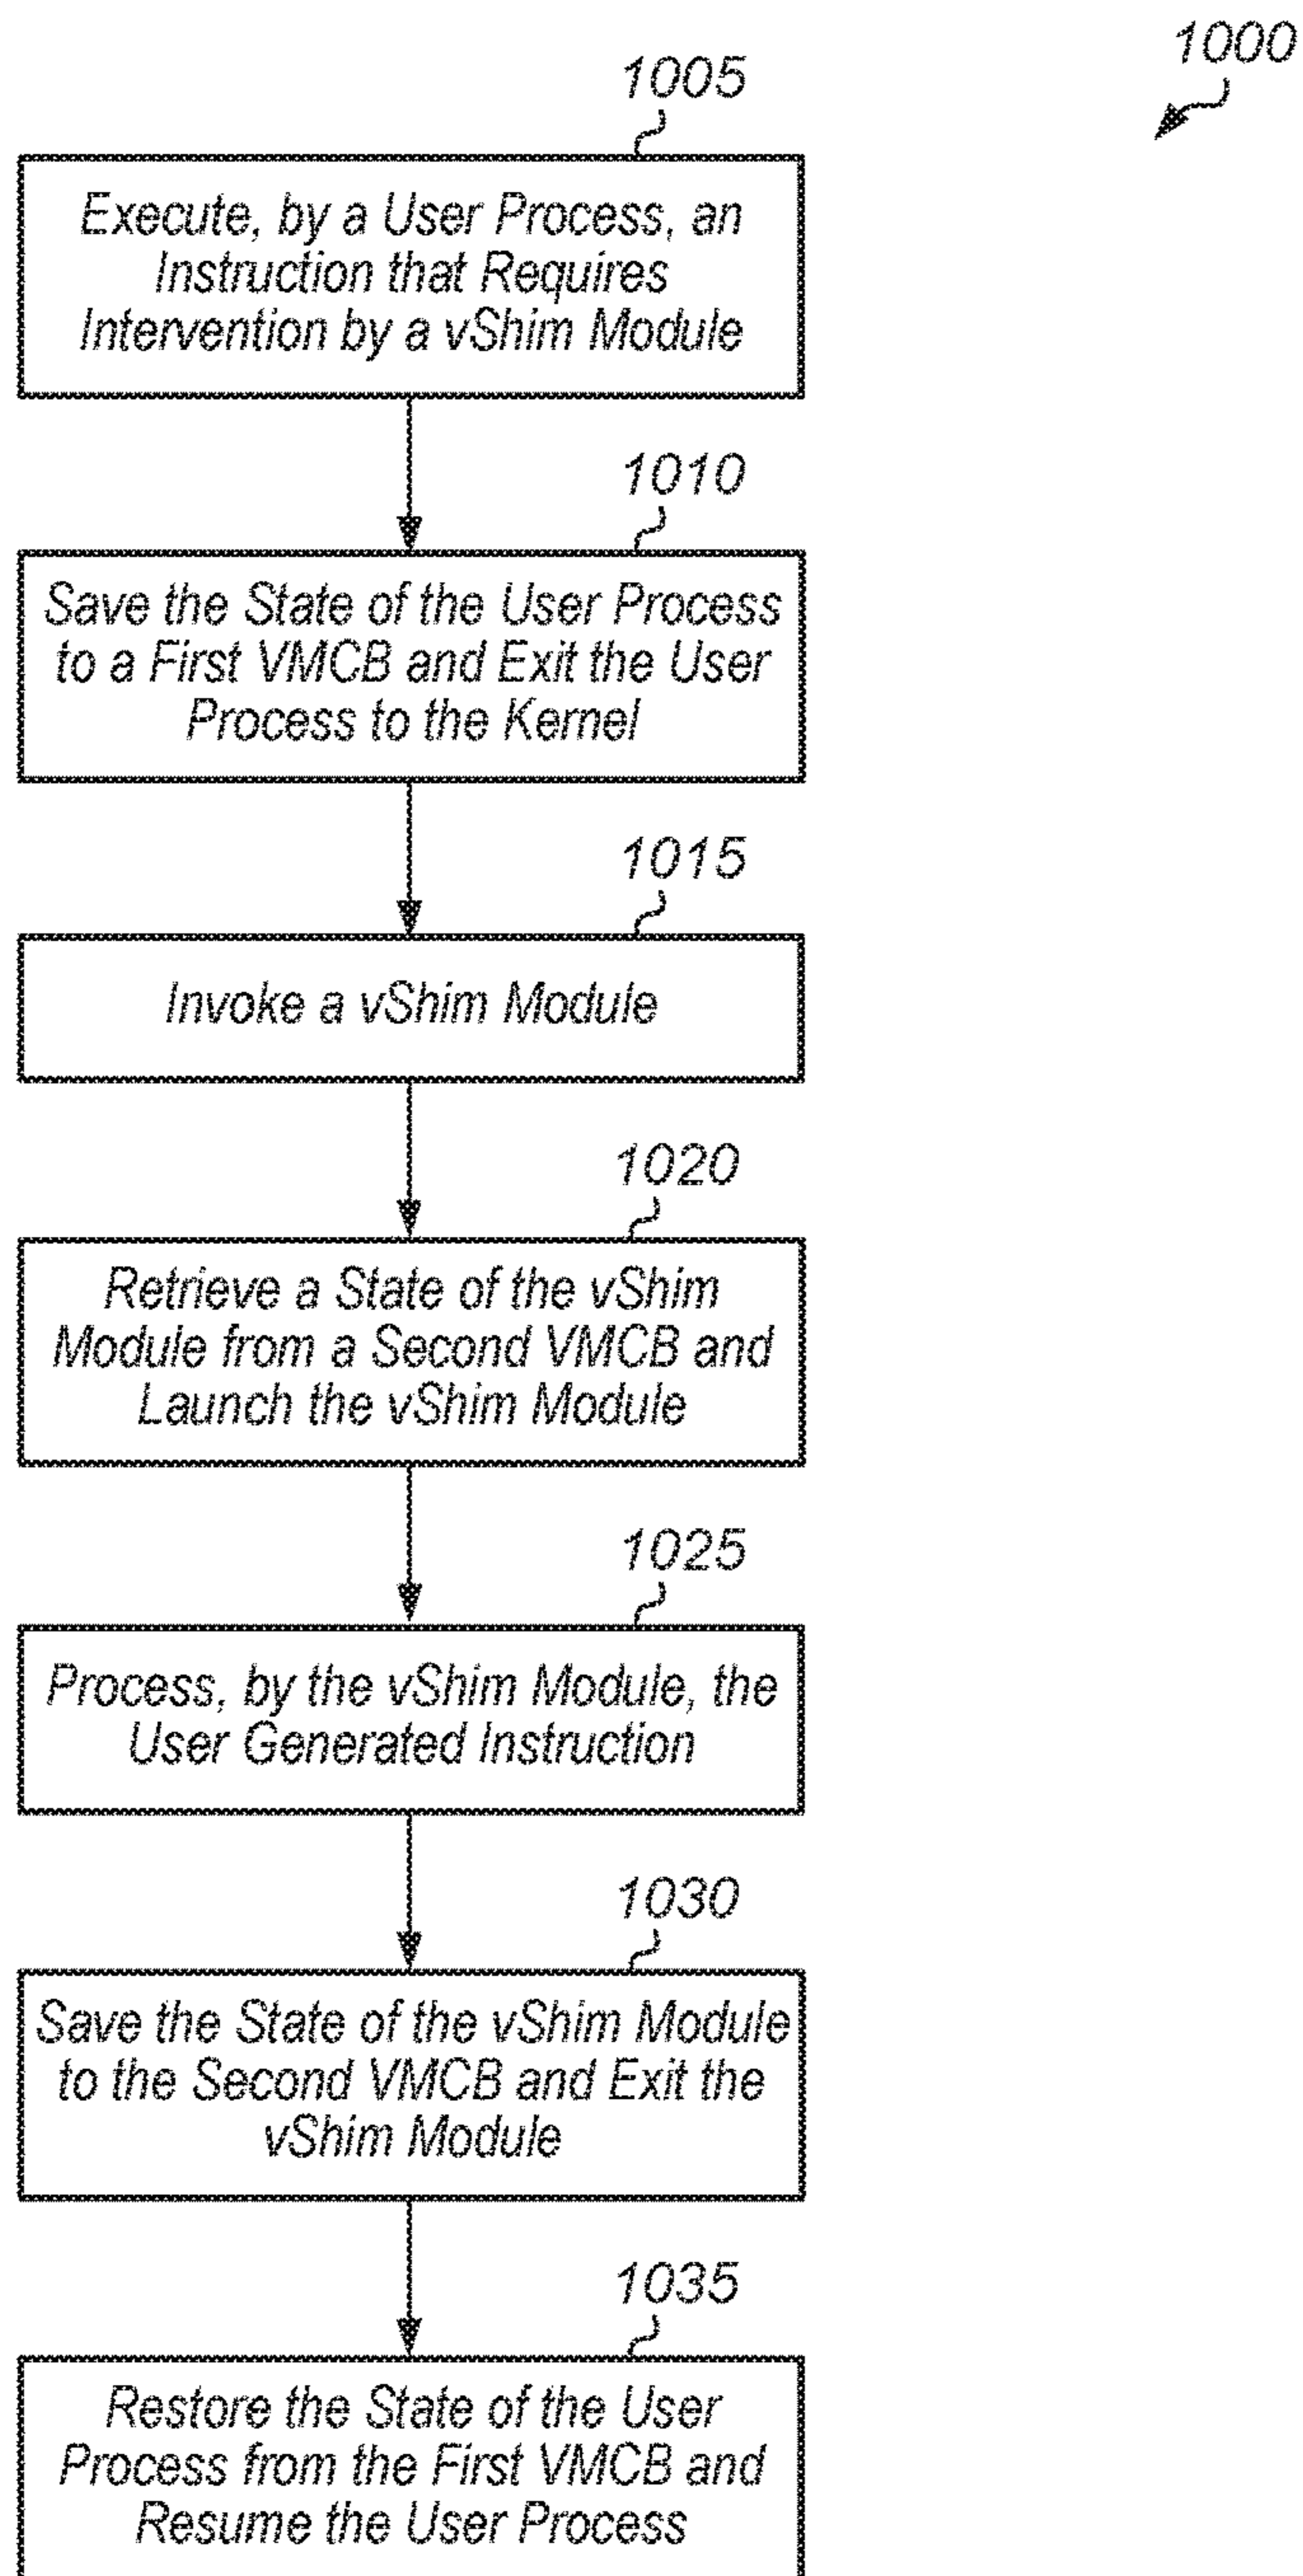 1000
1005
Execute, by a User Process, an
Instruction that Requires
Intervention by a vShim Module
1010
Save the State of the User Process
to a First VMCB and Exit the User
Process to the Kernel
1015
Invoke a vShim Module
1020
Retrieve a State of the vShim
Module from a Second VMCB and
Launch the vShim Module
1025
Process, by the vShim Module, the
User Generated Instruction
1030
Save the State of the vShim Module
to the Second VMCB and Exit the
vShim Module
1035
Restore the State of the User
Process from the First VMCB and
Resume the User Process